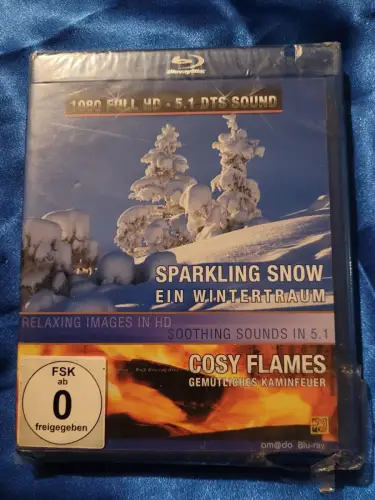 Blu-ray Disc
1080 FULL HD - 5.1 DTS SOUND
SPARKLING SNOW
EIN WINTERTRAUM
RELAXING IMAGES IN HD
SOOTHING SOUNDS IN 5.1
FSK
ab
0
freigegeben
COSY FLAMES
GEMÜTLICHES KAMINFEUER
am@do Blu-ray